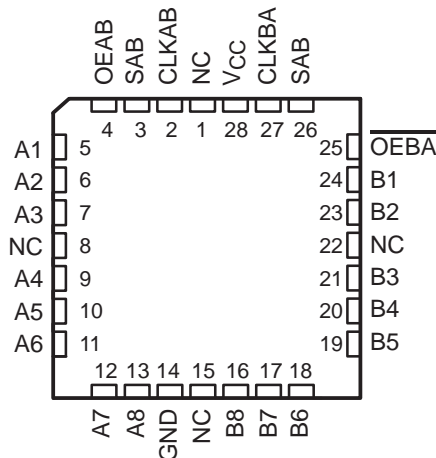 OEAB SAB CLKAB NC VCC CLKBA SAB
4 3 2 1 28 27 26
A1 5 25 OEBA
A2 6 24 B1
A3 7 23 B2
NC 8 22 NC
A4 9 21 B3
A5 10 20 B4
A6 11 19 B5
12 13 14 15 16 17 18
A7 A8 GND NC B8 B7 B6